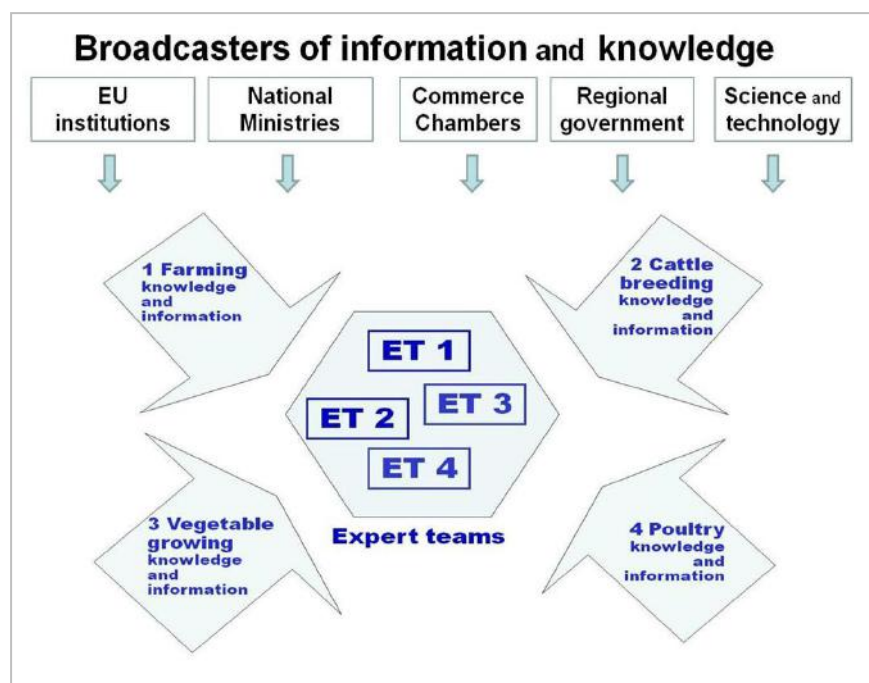 Broadcasters of information and knowledge
EU
institutions
National
Ministries
Commerce
Chambers
Regional
government
Science and
technology
1 Farming
knowledge
and
information
2 Cattle
breeding
knowledge
and
information
ET 1
ET 3
ET 2
ET 4
Expert teams
3 Vegetable
growing
knowledge
and
information
4 Poultry
knowledge
and
information